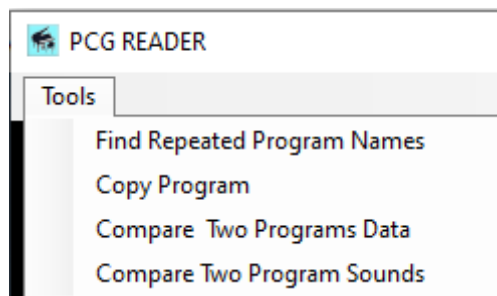 PCG READER
Tools
Find Repeated Program Names
Copy Program
Compare  Two Programs Data
Compare Two Program Sounds